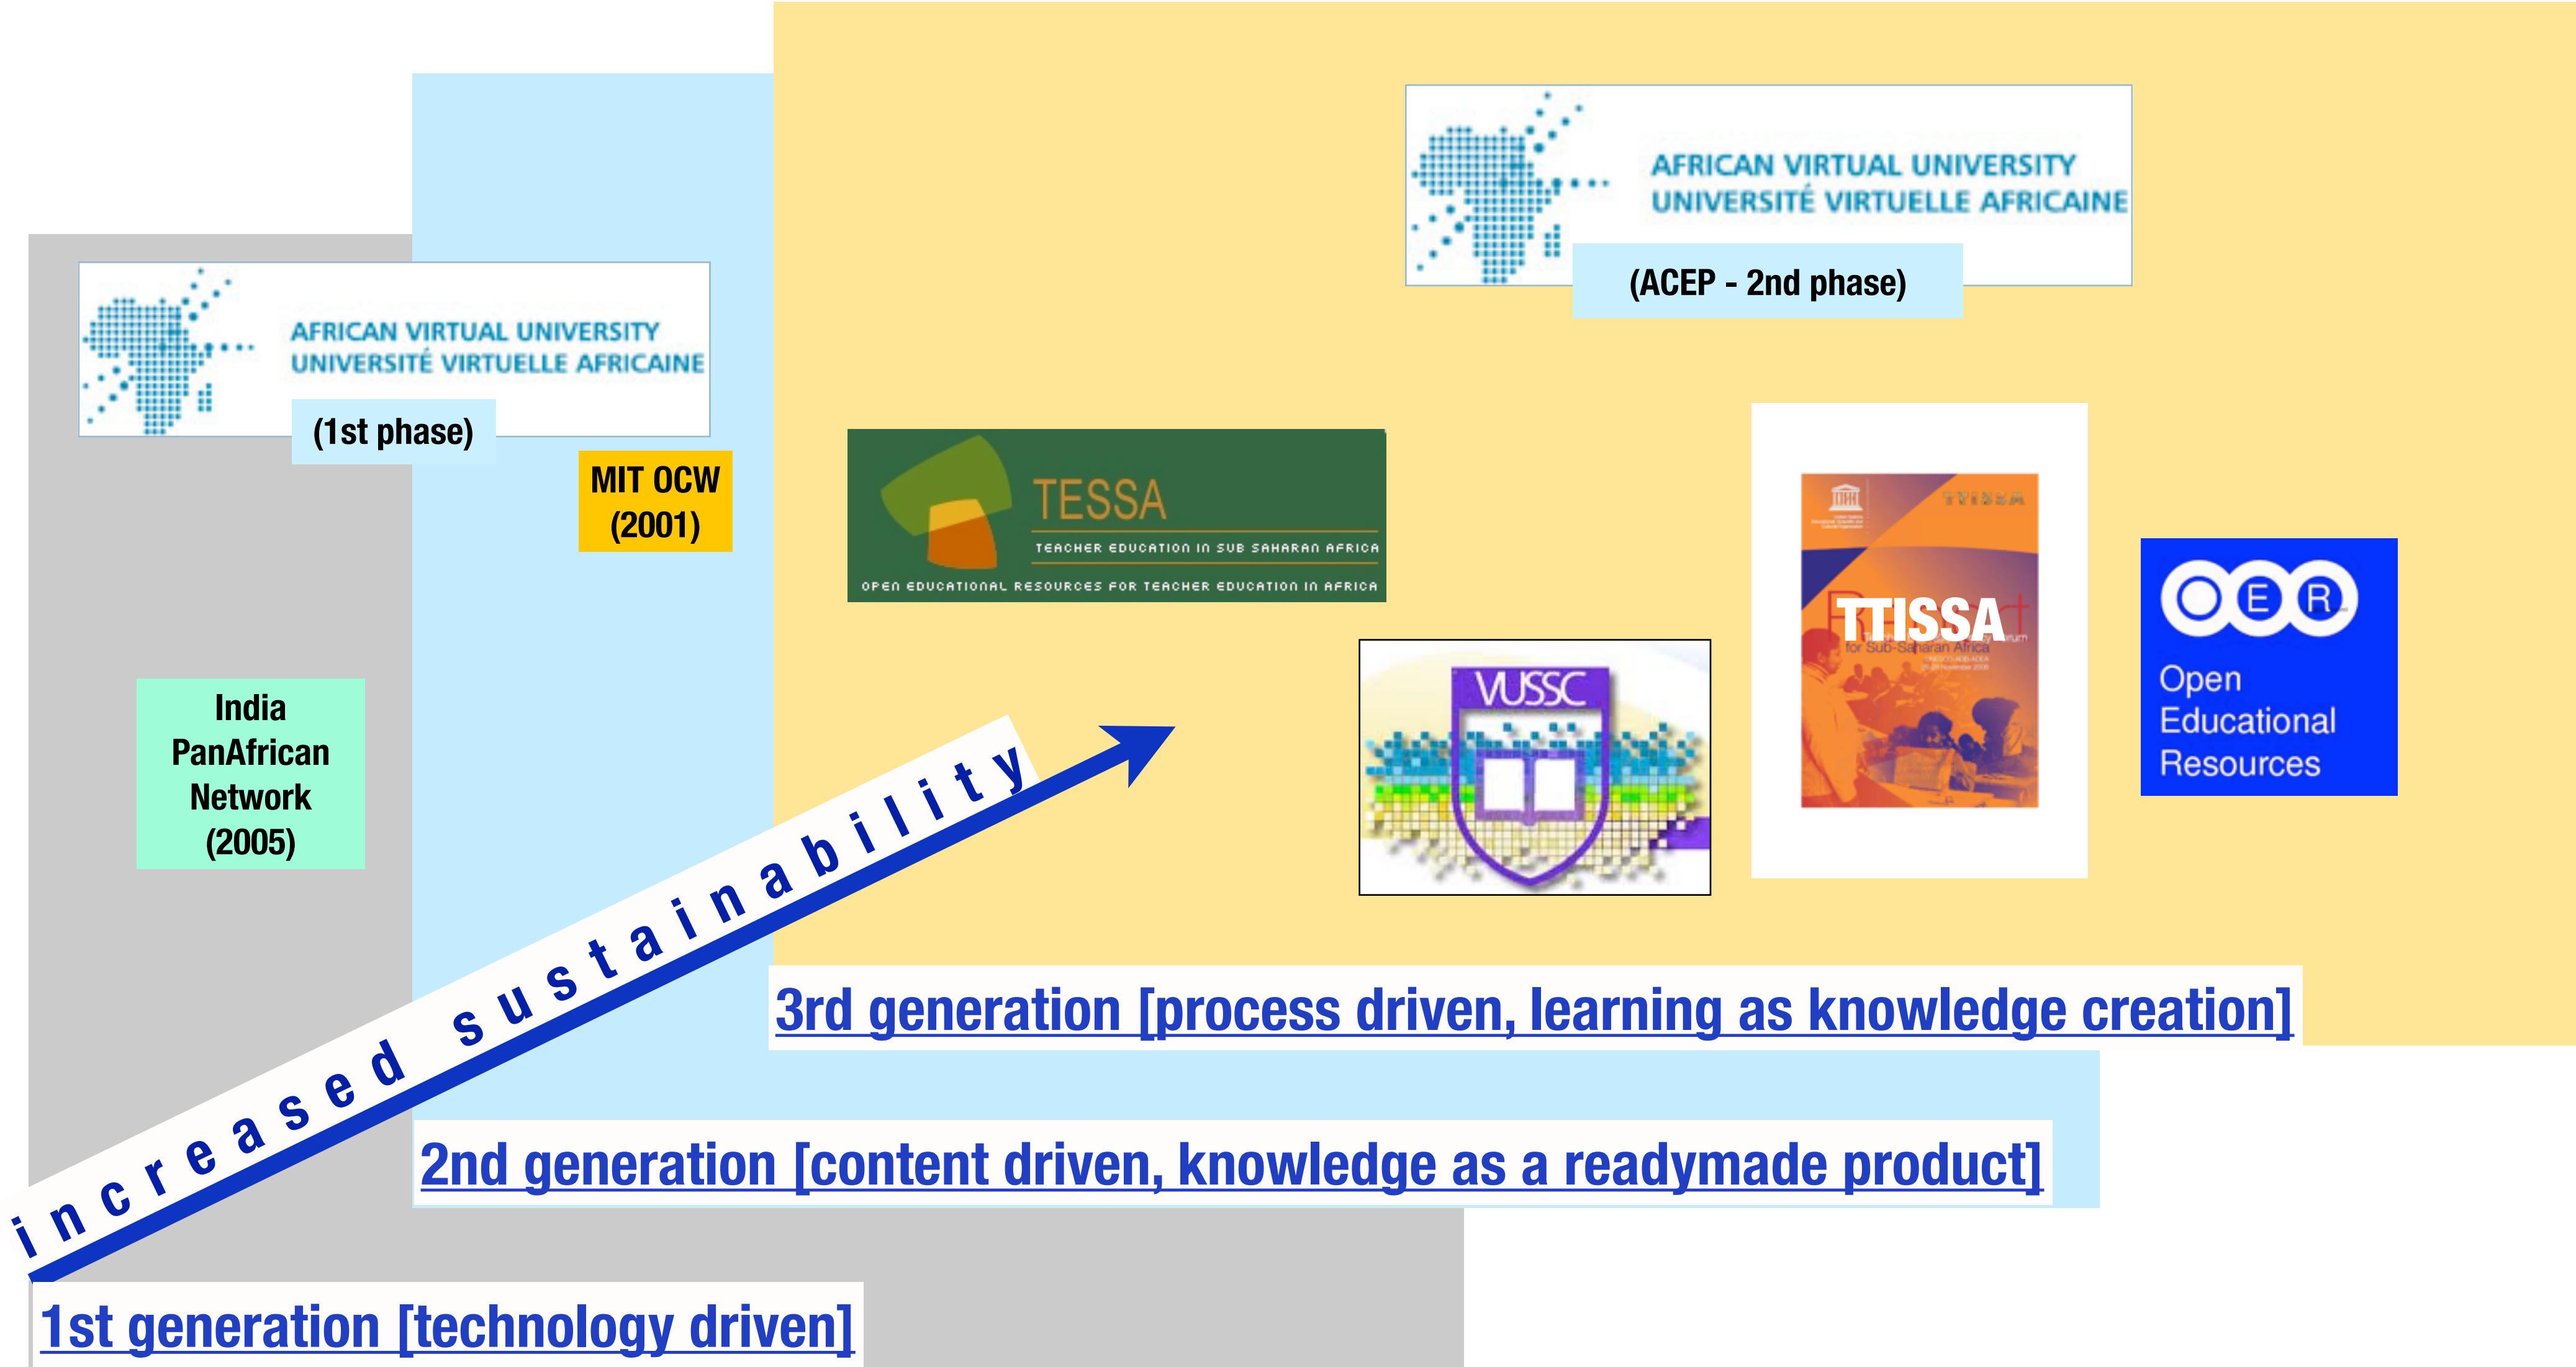 AFRICAN VIRTUAL UNIVERSITY
UNIVERSITÉ VIRTUELLE AFRICAINE
(ACEP - 2nd phase)
AFRICAN VIRTUAL UNIVERSITY
UNIVERSITÉ VIRTUELLE AFRICAINE
(1st phase)
MIT OCW
(2001)
India
PanAfrican
Network
(2005)
TESSA
TEACHER EDUCATION IN SUB SAHARAN AFRICA
OPEN EDUCATIONAL RESOURCES FOR TEACHER EDUCATION IN AFRICA
VUSSC
TTISSA
TTISSA
for Sub-Saharan Africa
OER
Open
Educational
Resources
increased sustainability
3rd generation [process driven, learning as knowledge creation]
2nd generation [content driven, knowledge as a readymade product]
1st generation [technology driven]